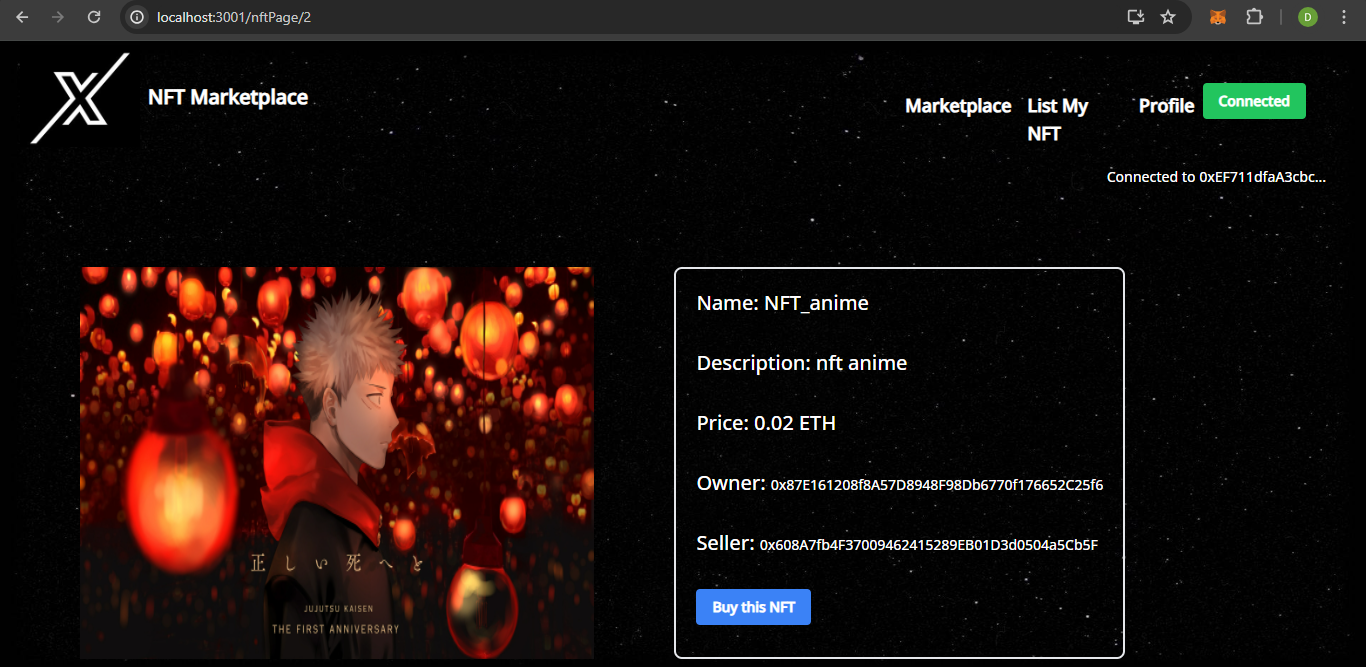 localhost:3001/nftPage/2
D
NFT Marketplace
Marketplace
List My
NFT
Profile
Connected
Connected to 0xEF711dfaA3cbc...
Name: NFT_anime
Description: nft anime
Price: 0.02 ETH
Owner: 0x87E161208f8A57D8948F98Db6770f176652C25f6
Seller: 0x608A7fb4F37009462415289EB01D3d0504a5Cb5F
Buy this NFT
正しい死へと
JUJUTSU KAISEN
THE FIRST ANNIVERSARY